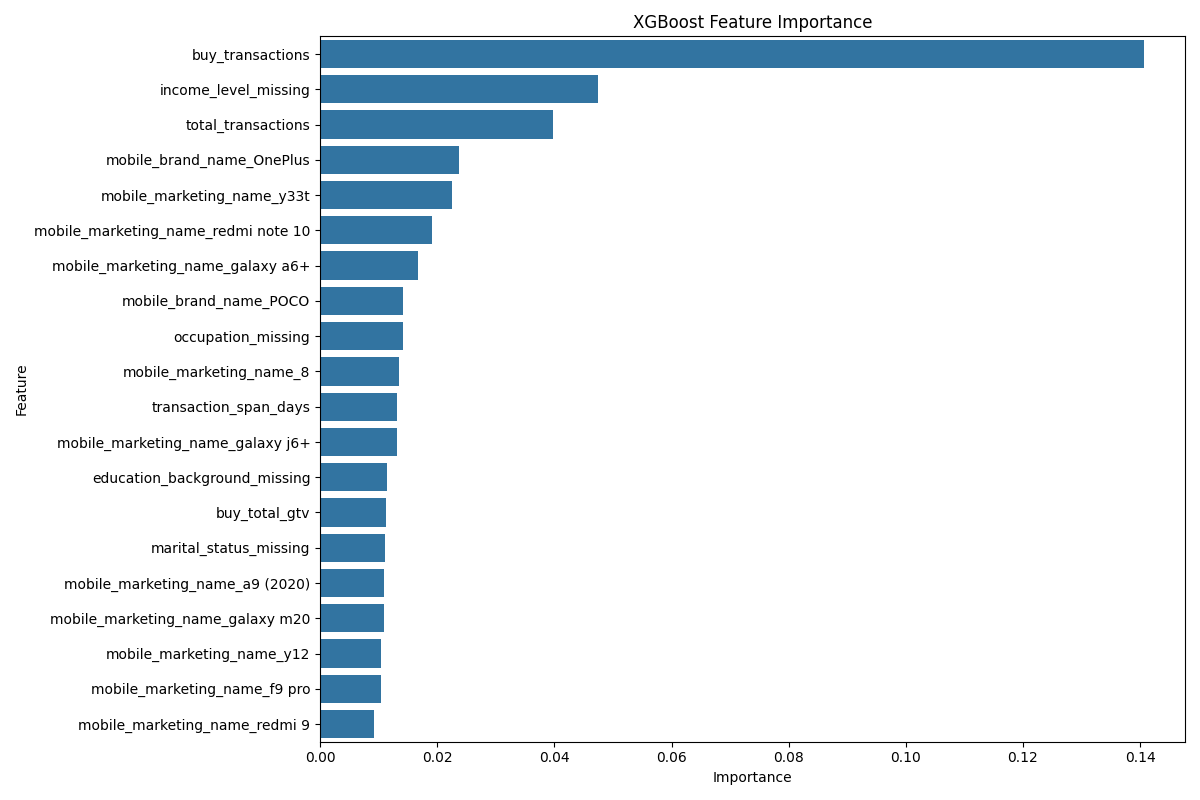 XGBoost Feature Importance
buy_transactions
income_level_missing
total_transactions
mobile_brand_name_OnePlus
mobile_marketing_name_y33t
mobile_marketing_name_redmi note 10
mobile_marketing_name_galaxy a6+
mobile_brand_name_POCO
occupation_missing
mobile_marketing_name_8
transaction_span_days
mobile_marketing_name_galaxy j6+
education_background_missing
buy_total_gtv
marital_status_missing
mobile_marketing_name_a9 (2020)
mobile_marketing_name_galaxy m20
mobile_marketing_name_y12
mobile_marketing_name_f9 pro
mobile_marketing_name_redmi 9
Feature
0.00 0.02 0.04 0.06 0.08 0.10 0.12 0.14
Importance